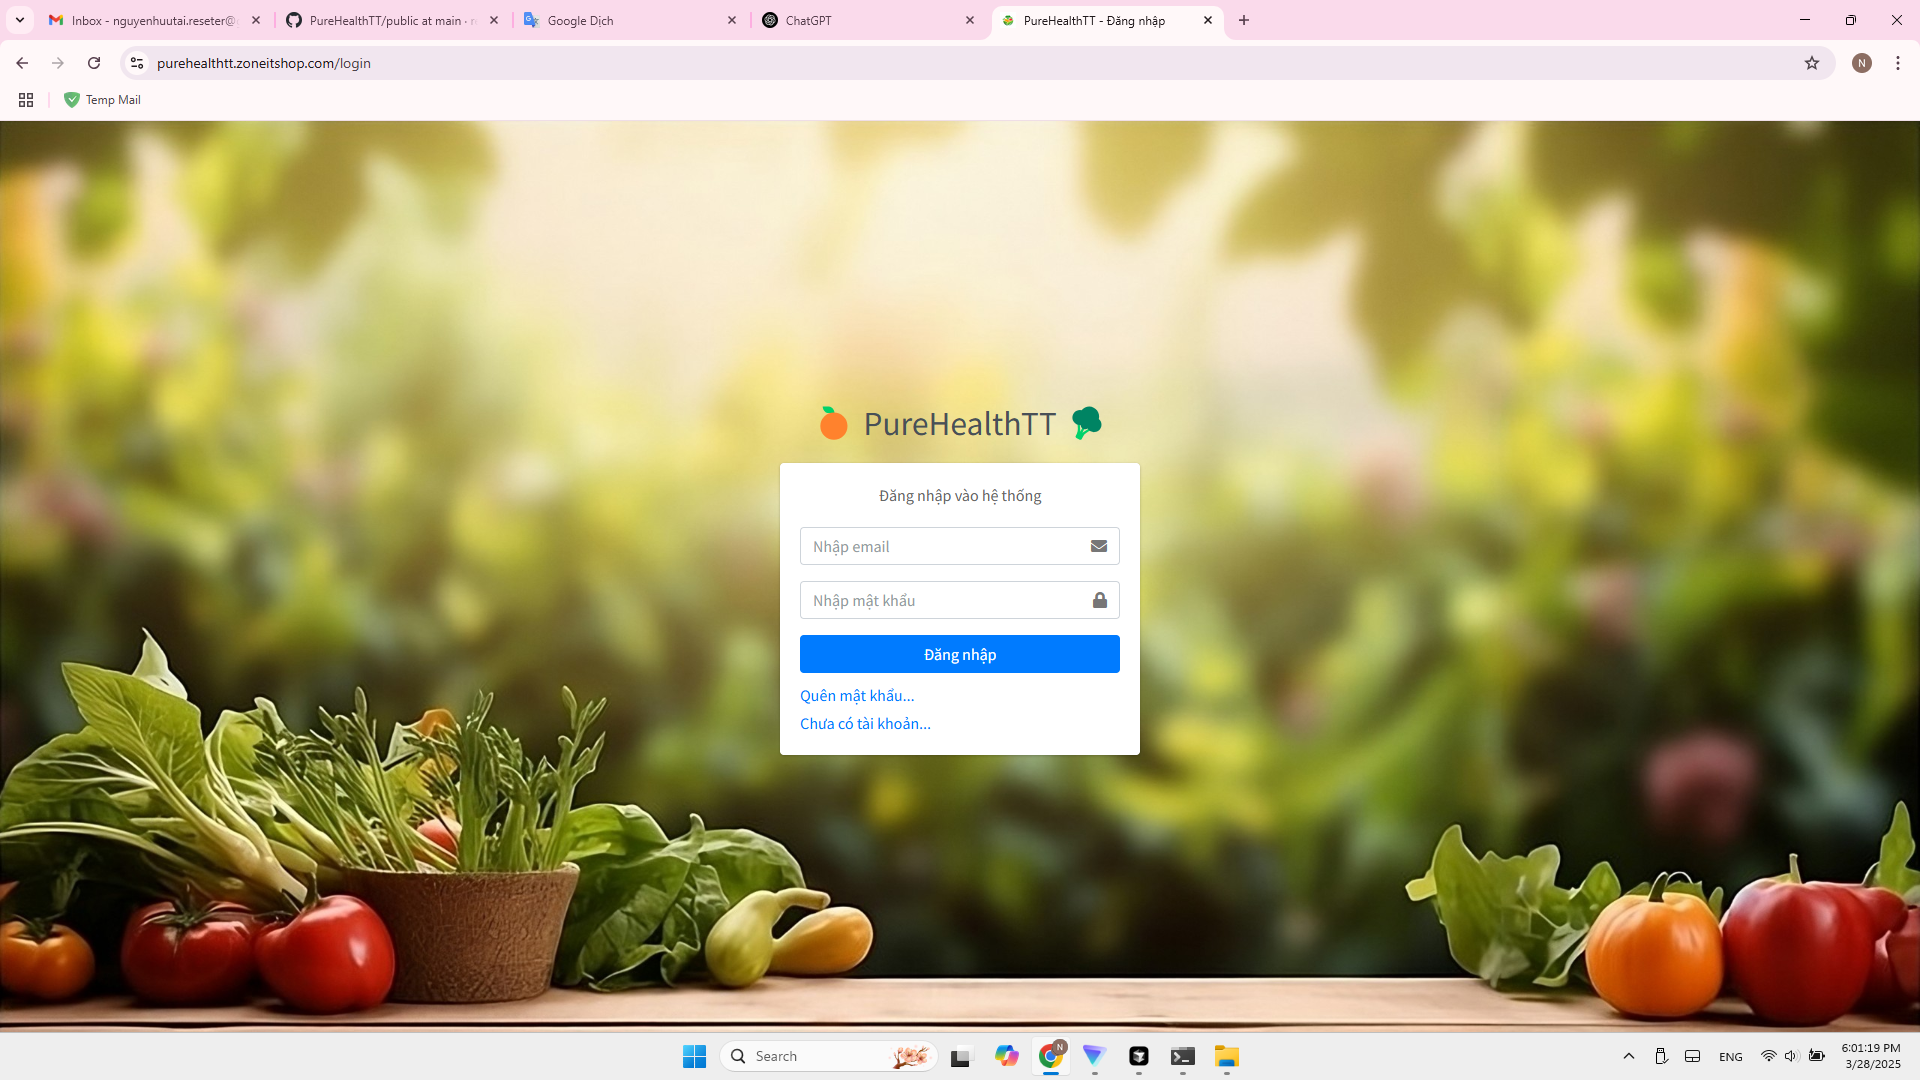 Inbox - nguyenhuutai.reseter@
PureHealthTT/public at main · r
Google Dịch
ChatGPT
PureHealthTT - Đăng nhập
purehealthtt.zoneitshop.com/login
N
Temp Mail
PureHealthTT
Đăng nhập vào hệ thống
Nhập email
Nhập mật khẩu
Đăng nhập
Quên mật khẩu...
Chưa có tài khoản...
Search
N
ENG
6:01:19 PM
3/28/2025